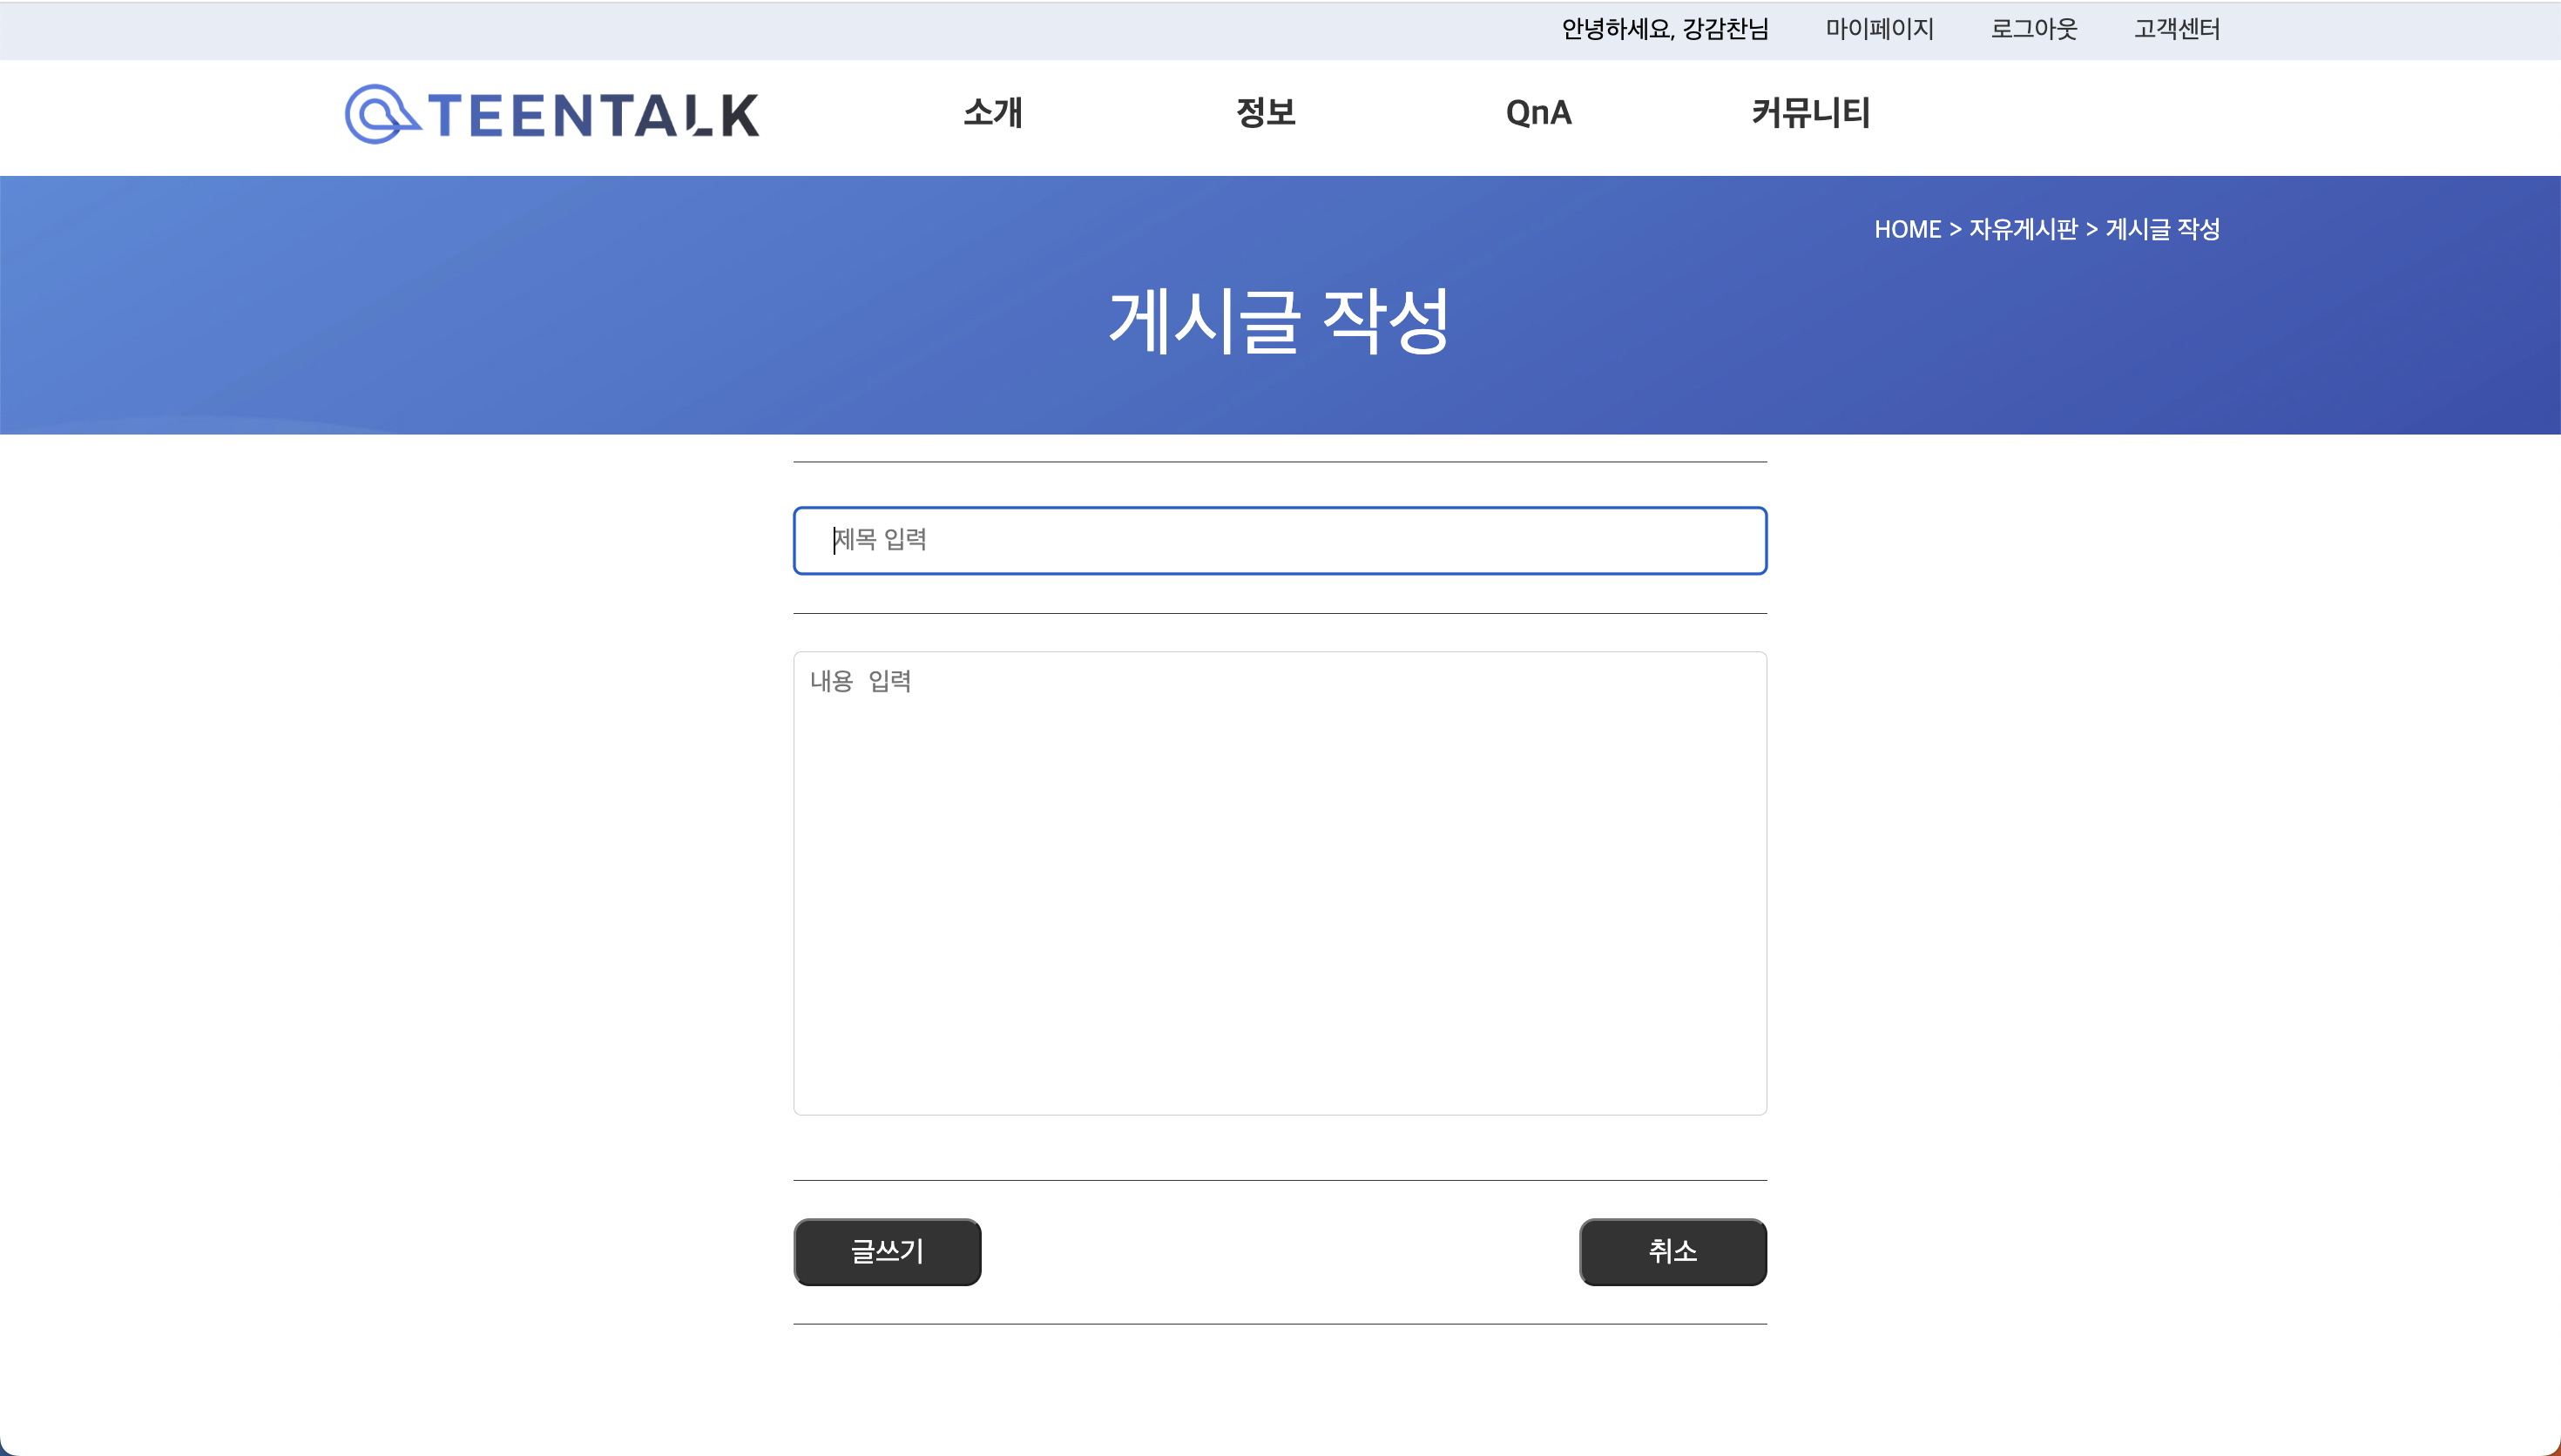 안녕하세요, 강감찬님 마이페이지 로그아웃 고객센터
TEENTALK 소개 정보 QnA 커뮤니티
HOME > 자유게시판 > 게시글 작성
게시글 작성
제목 입력
내용 입력
글쓰기 취소